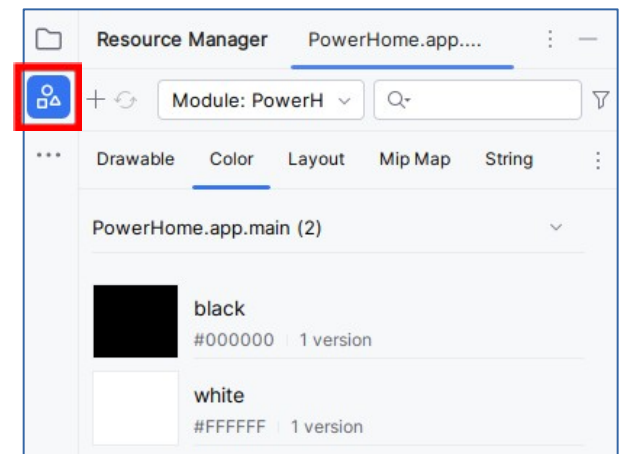 Resource Manager PowerHome.app....
Module: PowerH
Drawable Color Layout Mip Map String
PowerHome.app.main (2)
black
#000000 1 version
white
#FFFFFF 1 version